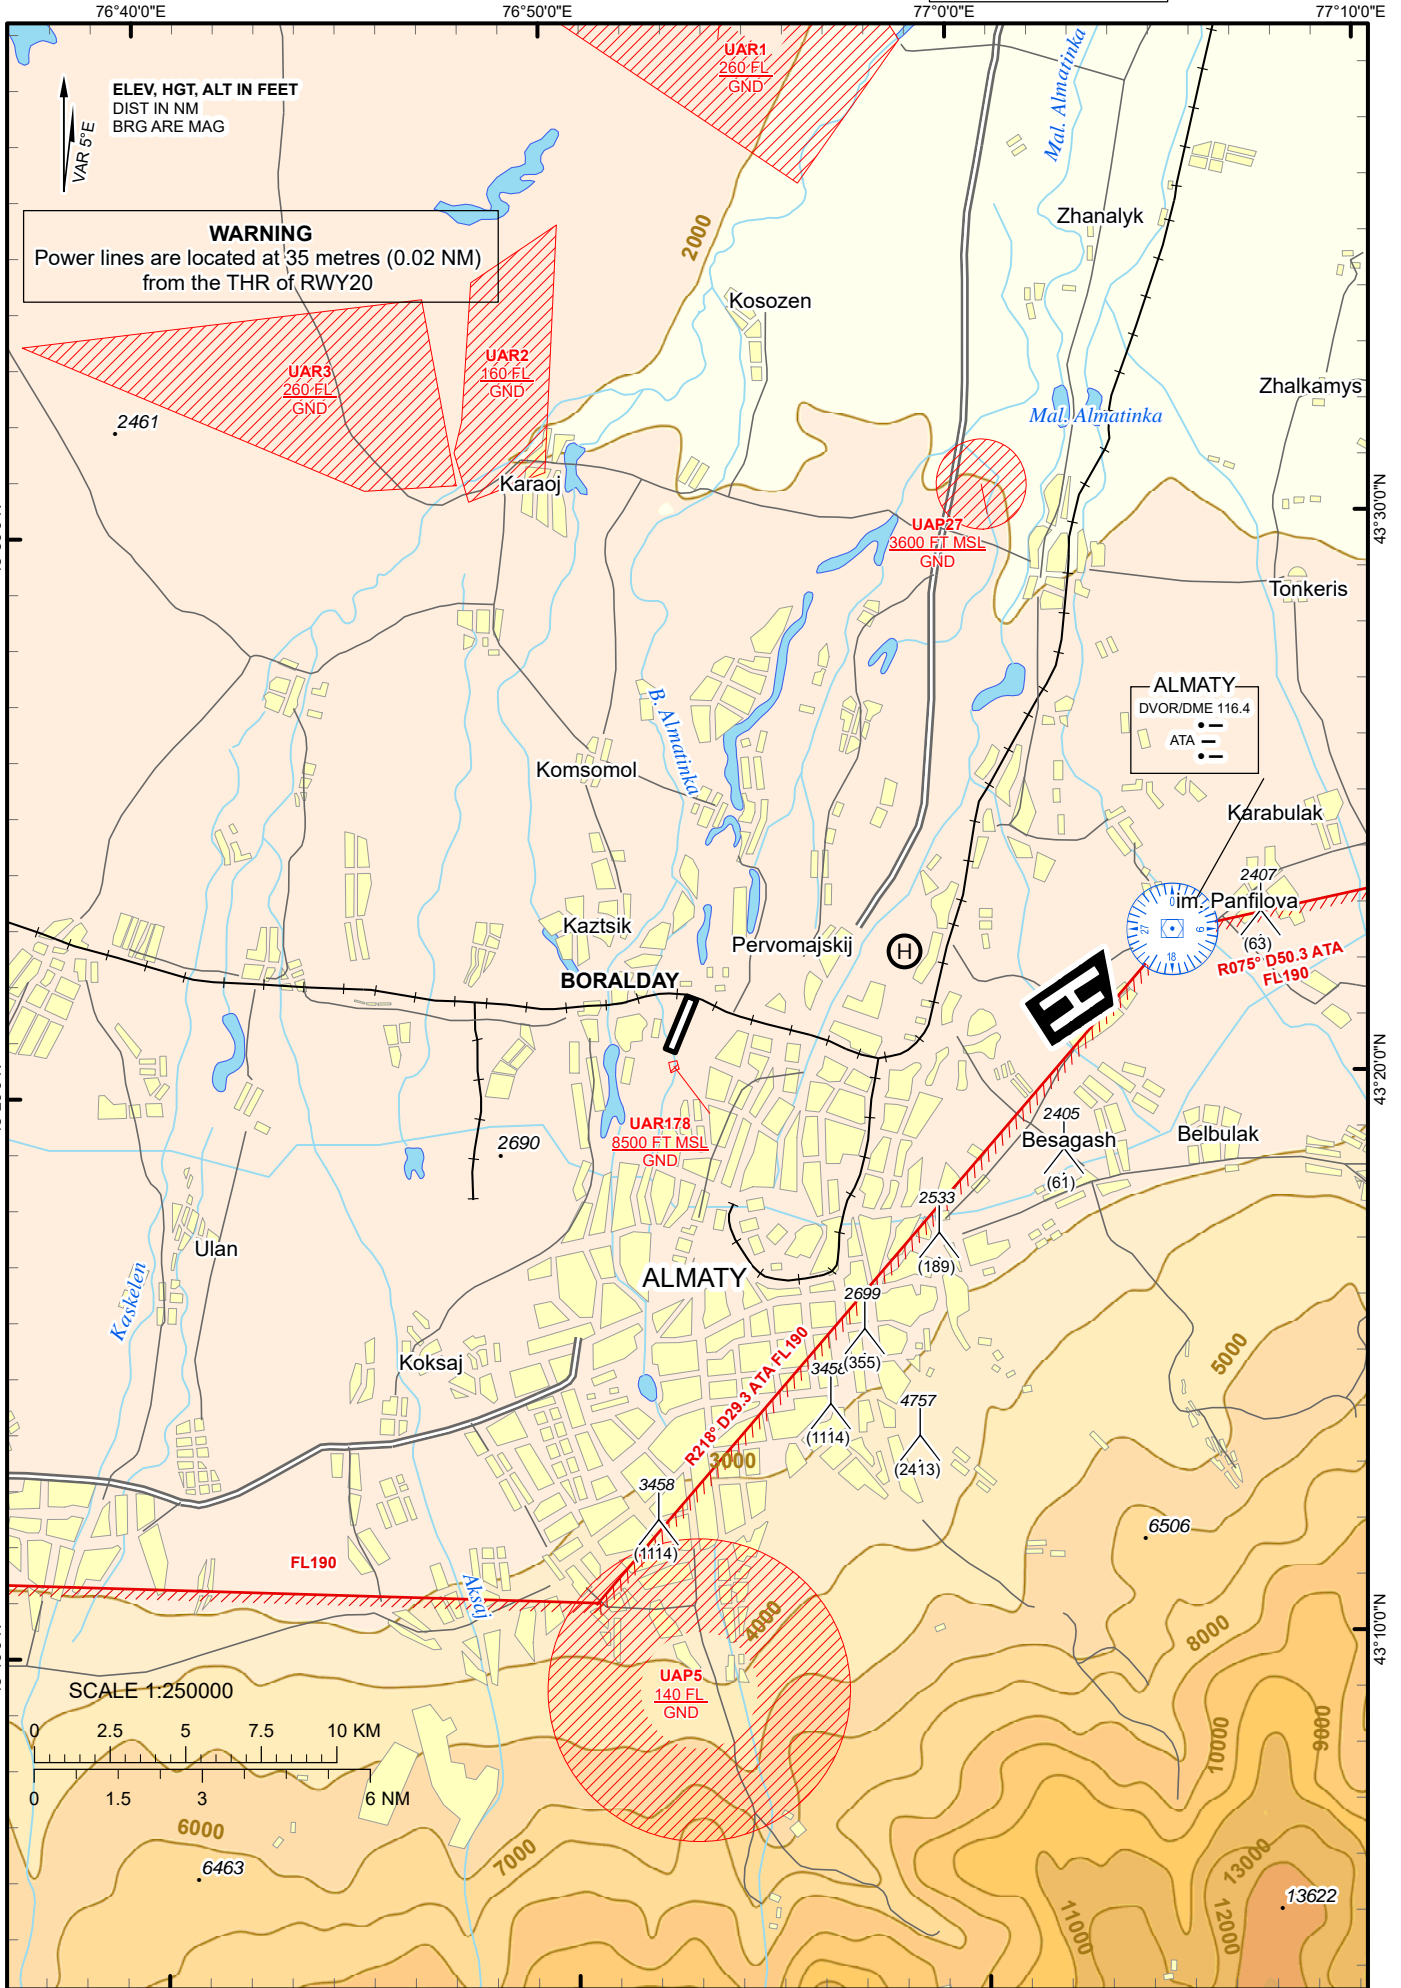 76°40'0"E
76°50'0"E
77°00'0"E
77°10'0"E
ELEV, HGT, ALT IN FEET
DIST IN NM
BRG ARE MAG
VAR 5°E
UAR1
260 FL
GND
Mal. Almatinka
WARNING
Power lines are located at 35 metres (0.02 NM)
from the THR of RWY20
2000
Zhanalyk
Kosozen
UAR3
260 FL
GND
UAR2
160 FL
GND
Zhalkamys
2461
Mal. Almatinka
Karaoj
43°30'0"N
UAP27
3600 FT MSL
GND
Tonkeris
ALMATY
DVOR/DME 116.4
ATA
B. Almatinka
Komsomol
Karabulak
2407
im. Panfilova
0
9
18
27
(63)
R075° D50.3 ATA
FL190
Kaztsik
Pervomajskij
H
BORALDAY
43°20'0"N
UAR178
8500 FT MSL
GND
2690
2405
Besagash
(61)
Belbulak
2533
(189)
Ulan
Kaskelen
ALMATY
2699
(355)
5000
Koksaj
R218° D29.3 ATA FL190
3458
(1114)
4757
(2413)
3000
3458
(1114)
6506
FL190
Aksaj
4000
8000
43°10'0"N
UAP5
140 FL
GND
SCALE 1:250000
0
2.5
5
7.5
10 KM
0
1.5
3
6 NM
10000
9000
6000
7000
6463
13000
13622
11000
12000